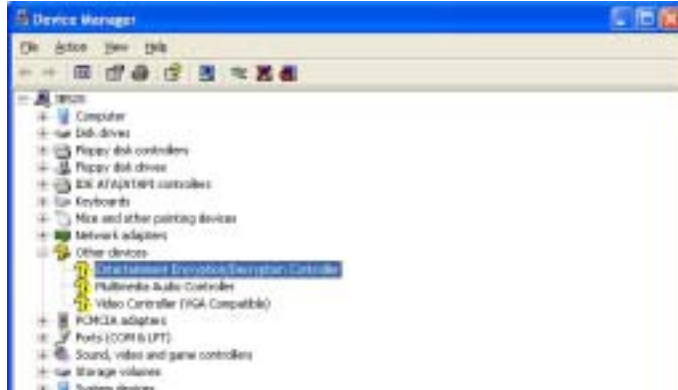 Device Manager
File Action View Help
Computer
Disk drives
Floppy disk controllers
Floppy disk drives
IDE ATA/ATAPI controllers
Keyboards
Mice and other pointing devices
Network adapters
Other devices
Entertainment Encryption/Decryption Controller
Multimedia Audio Controller
Video Controller (VGA Compatible)
PCMCIA adapters
Ports (COM & LPT)
Sound, video and game controllers
Storage volumes
System devices